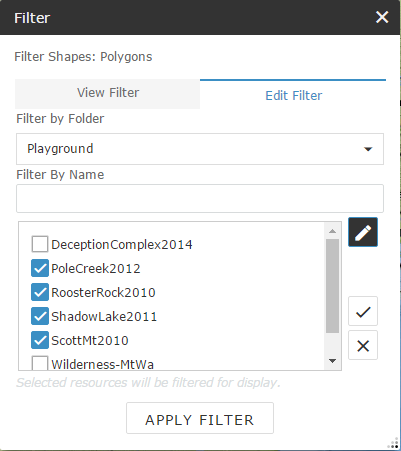 Filter
Filter Shapes: Polygons
View Filter
Edit Filter
Filter by Folder
Playground
Filter By Name
DeceptionComplex2014
PoleCreek2012
RoosterRock2010
ShadowLake2011
ScottMt2010
Wilderness-MtWa
Selected resources will be filtered for display.
APPLY FILTER